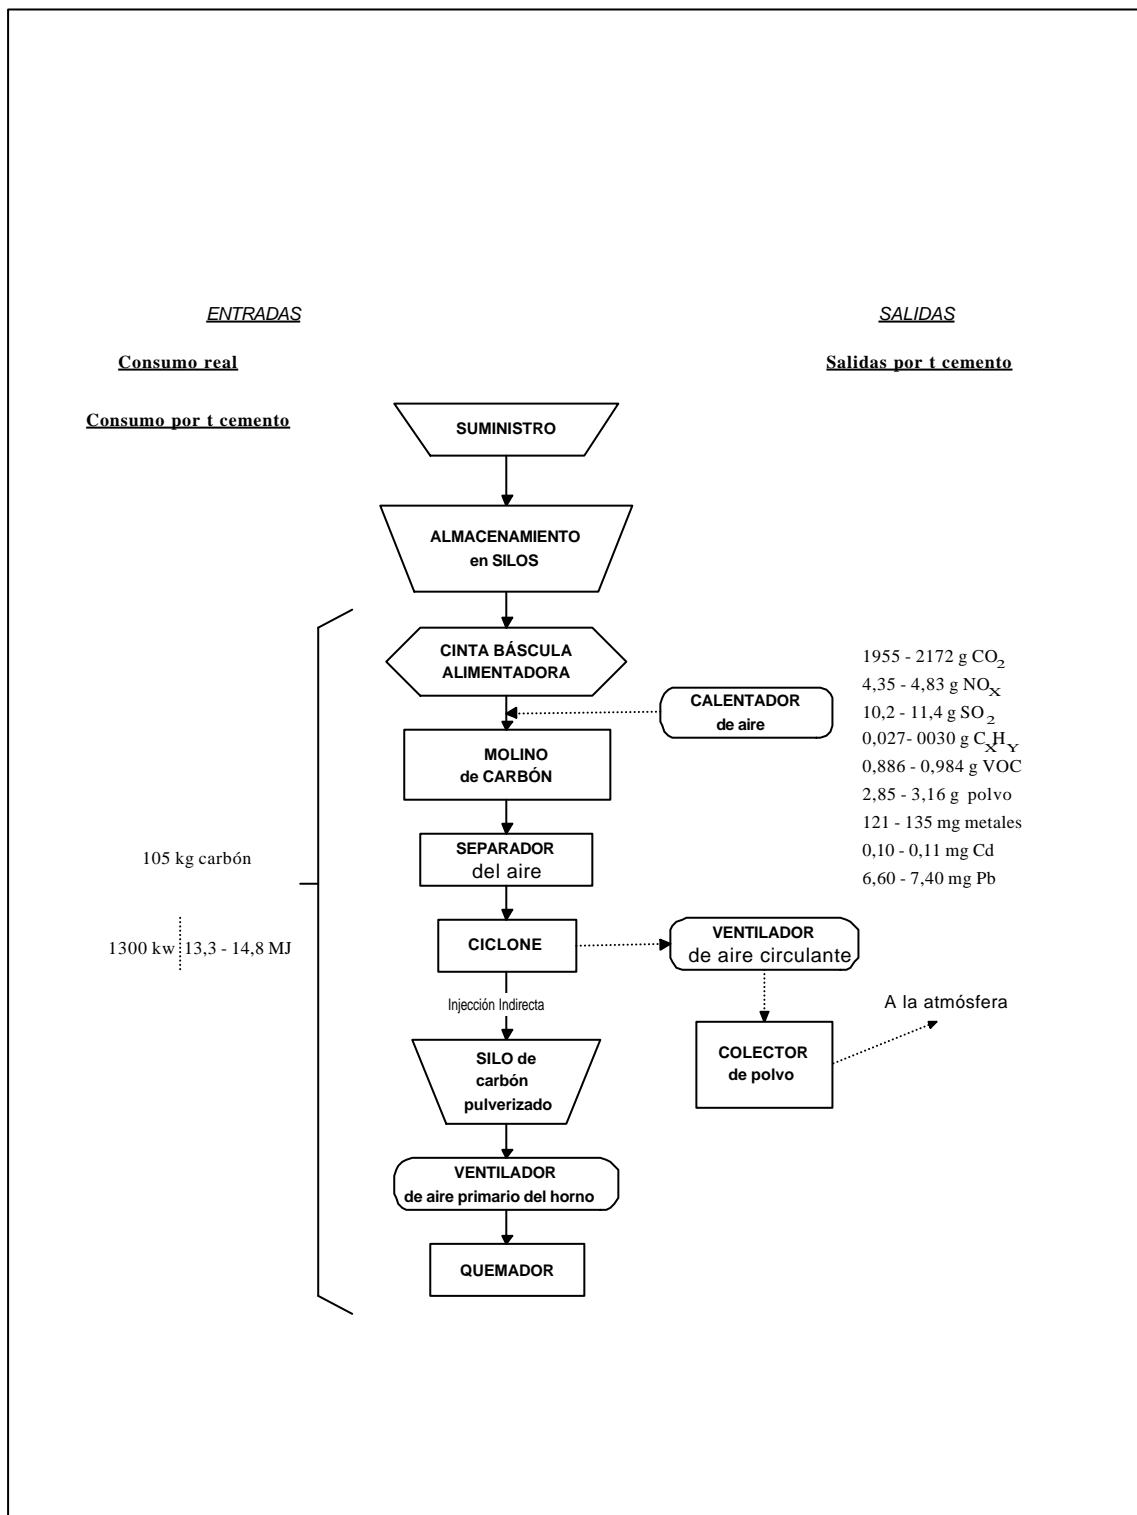 ENTRADAS
SALIDAS
Consumo real
Salidas por t cemento
Consumo por t cemento
SUMINISTRO
ALMACENAMIENTO
en SILOS
CINTA BÁSCULA
ALIMENTADORA
CALENTADOR
de aire
1955 - 2172 g CO2
4,35 - 4,83 g NOX
10,2 - 11,4 g SO2
0,027- 0030 g CXHY
0,886 - 0,984 g VOC
2,85 - 3,16 g polvo
121 - 135 mg metales
0,10 - 0,11 mg Cd
6,60 - 7,40 mg Pb
MOLINO
de CARBÓN
SEPARADOR
del aire
105 kg carbón
1300 kw 13,3 - 14,8 MJ
CICLONE
VENTILADOR
de aire circulante
Injección Indirecta
A la atmósfera
SILO de
carbón
pulverizado
COLECTOR
de polvo
VENTILADOR
de aire primario del horno
QUEMADOR